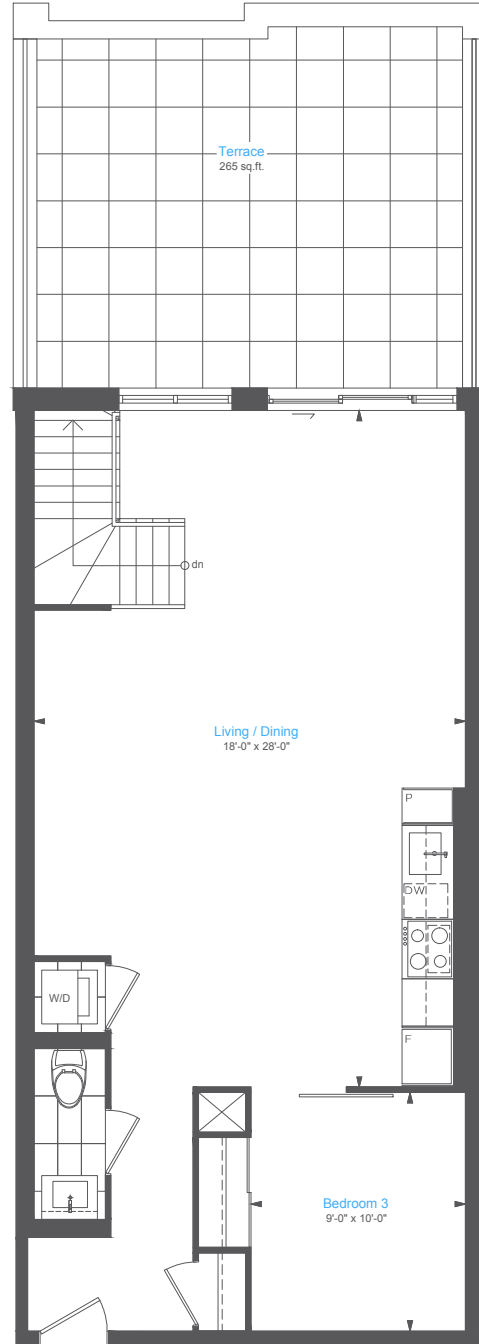 Terrace
265 sq.ft.
dn
Living / Dining
18'-0" x 28'-0"
P
DW
W/D
F
Bedroom 3
9'-0" x 10'-0"